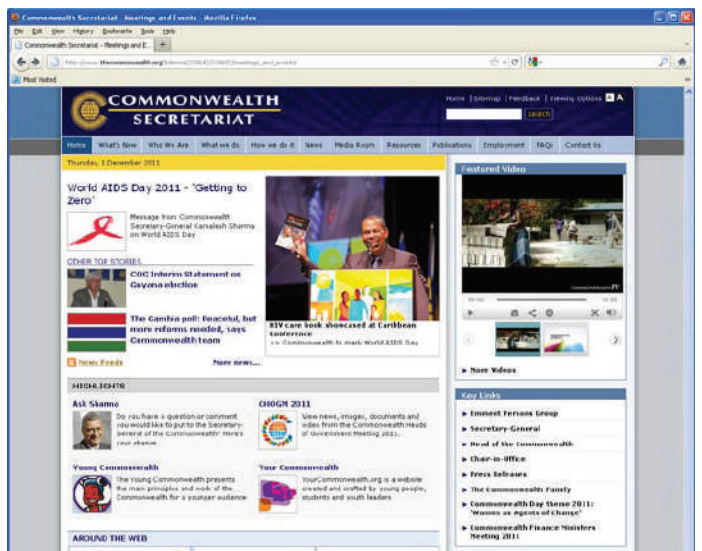 Commonwealth Secretariat - Meetings and Events - Mozilla Firefox
File Edit View History Bookmarks Tools Help
Commonwealth Secretariat - Meetings and E...
Most Visited
COMMONWEALTH
SECRETARIAT
Home | Sitemap | Feedback | Viewing Options A A
search
Home What's New Who We Are What we do How we do it News Media Room Resources Publications Employment FAQs Contact Us
Thursday, 1 December 2011
World AIDS Day 2011 - 'Getting to
Zero'
Message from Commonwealth
Secretary-General Kamalesh Sharma
on World AIDS Day
OTHER TOP STORIES
COG Interim Statement on
Guyana election
The Gambia poll: Peaceful, but
more reforms needed, says
Commonwealth team
News Feeds
More news...
HIV care book showcased at Caribbean
conference
>> Commonwealth to mark World AIDS Day
HIGHLIGHTS
Ask Sharma
Do you have a question or comment
you would like to put to the Secretary-
General of the Commonwealth? Here's
your chance
CHOGM 2011
View news, images, documents and
video from the Commonwealth Heads
of Government Meeting 2011.
Young Commonwealth
The Young Commonwealth presents
the main principles and work of the
Commonwealth for a younger audience
Your Commonwealth
YourCommonwealth.org is a website
created and crafted by young people,
students and youth leaders
AROUND THE WEB
Featured Video
COMMONWEALTH TV
00:00
More Videos
Key Links
Eminent Persons Group
Secretary-General
Head of the Commonwealth
Chair-in-Office
Press Releases
The Commonwealth Family
Commonwealth Day theme 2011:
'Women as Agents of Change'
Commonwealth Finance Ministers
Meeting 2011